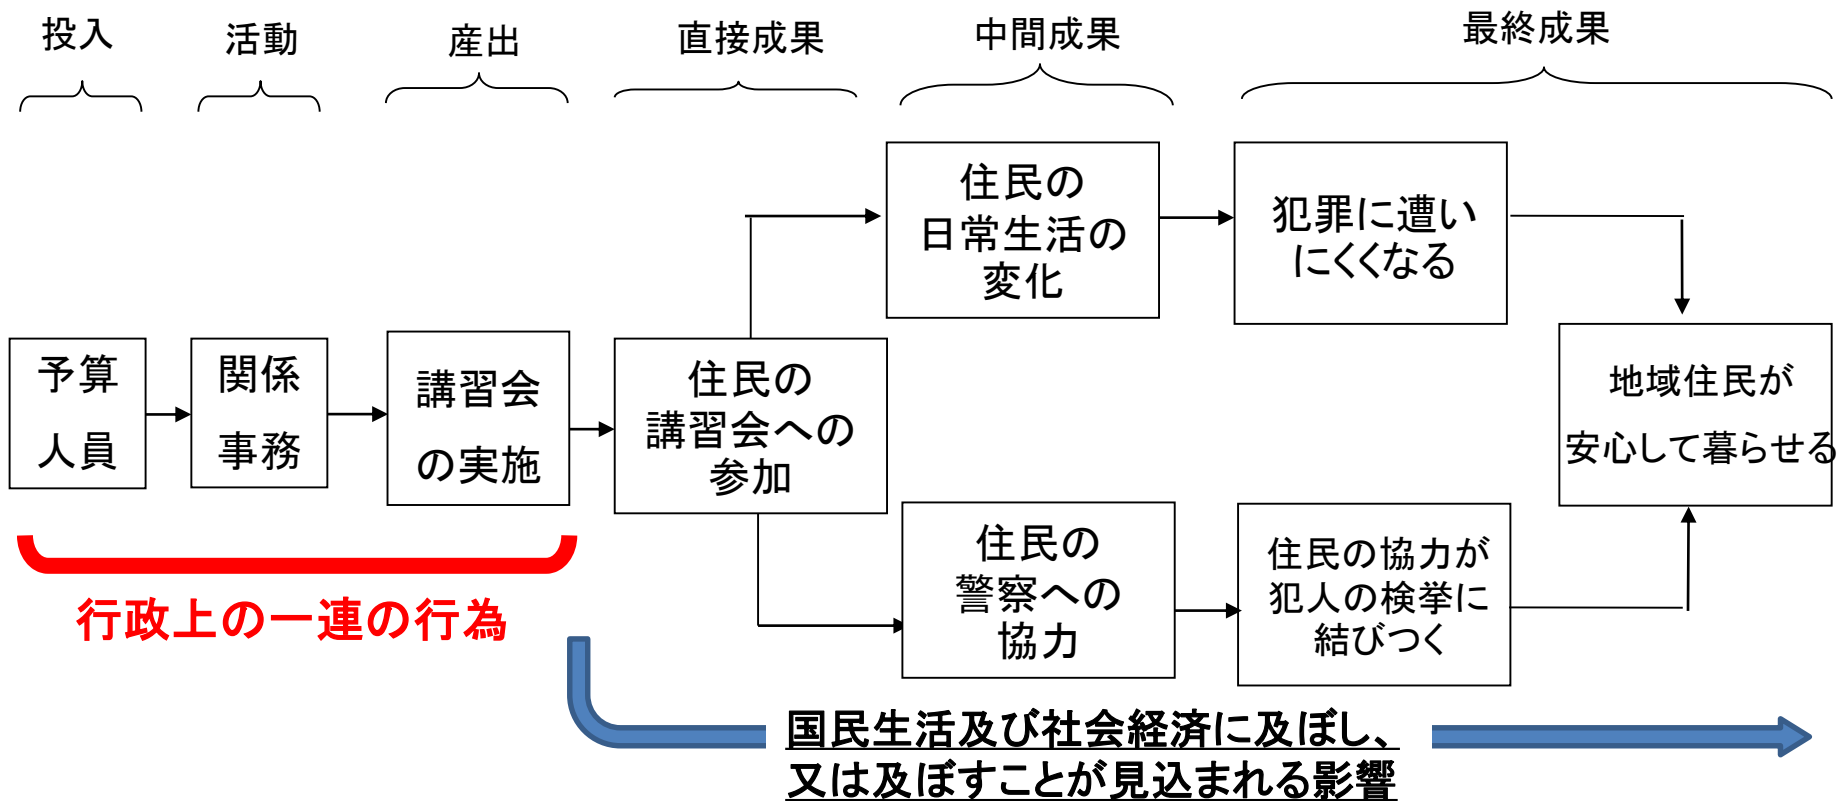 投入
活動
産出
直接成果
中間成果
最終成果
予算
人員
関係
事務
講習会
の実施
住民の
講習会への
参加
住民の
日常生活の
変化
犯罪に遭い
にくくなる
住民の
警察への
協力
住民の協力が
犯人の検挙に
結びつく
地域住民が
安心して暮らせる
行政上の一連の行為
国民生活及び社会経済に及ぼし、
又は及ぼすことが見込まれる影響